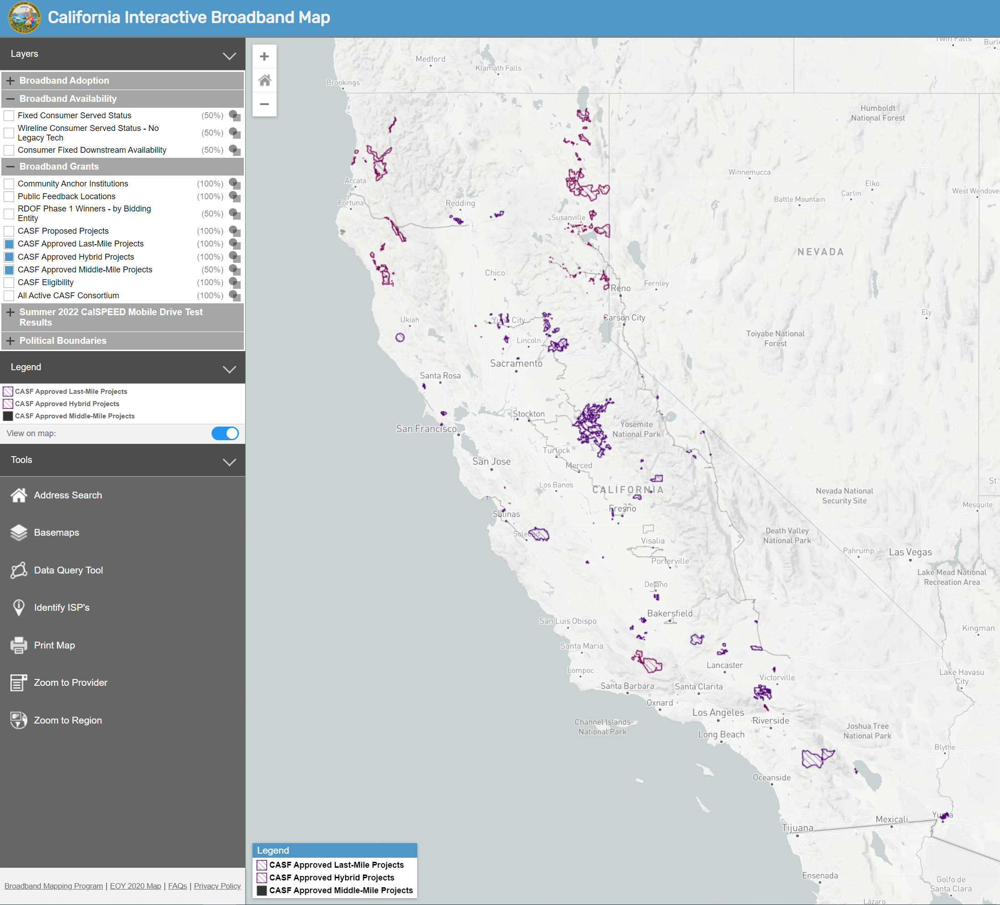 California Interactive Broadband Map
Layers
Broadband Adoption
Broadband Availability
Fixed Consumer Served Status (50%)
Wireline Consumer Served Status - No
Legacy Tech (50%)
Consumer Fixed Downstream Availability (50%)
Broadband Grants
Community Anchor Institutions (100%)
Public Feedback Locations (100%)
RDOF Phase 1 Winners - by Bidding
Entity (50%)
CASF Proposed Projects (100%)
CASF Approved Last-Mile Projects (100%)
CASF Approved Hybrid Projects (100%)
CASF Approved Middle-Mile Projects (50%)
CASF Eligibility (100%)
All Active CASF Consortium (100%)
Summer 2022 CalSPEED Mobile Drive Test
Results
Political Boundaries
Legend
CASF Approved Last-Mile Projects
CASF Approved Hybrid Projects
CASF Approved Middle-Mile Projects
View on map:
Tools
Address Search
Basemaps
Data Query Tool
Identify ISP's
Print Map
Zoom to Provider
Zoom to Region
Broadband Mapping Program | EOY 2020 Map | FAQs | Privacy Policy
Medford
Klamath Falls
Brookings
Humboldt
National Forest
Winnemucca
Elko
Carlin
West Wendover
Battle Mountain
Arcata
Fortuna
Redding
Susanville
NEVADA
Chico
Reno
Fernley
Ely
Carson City
Ukiah
Yuba City
Lincoln
Toiyabe National
Forest
Sacramento
Santa Rosa
Stockton
San Francisco
Yosemite
National Park
Turlock
San Jose
Merced
Los Banos
CALIFORNIA
St.
Nevada National
Security Site
Mesquite
Fresno
Salinas
Soledad
Visalia
Death Valley
National Park
Pahrump
Las Vegas
Porterville
Lake Mead National
Recreation Area
Delano
Bakersfield
San Luis Obispo
Kingman
Santa Maria
Lancaster
Lompoc
Victorville
Lake Havasu
City
Santa Barbara
Santa Clarita
Oxnard
Los Angeles
Riverside
Channel Islands
National Park
Long Beach
Joshua Tree
National Park
Blythe
Oceanside
Yuma
Mexicali
Tijuana
Ensenada
Golfo de
Santa Clara
Lázaro
Legend
CASF Approved Last-Mile Projects
CASF Approved Hybrid Projects
CASF Approved Middle-Mile Projects